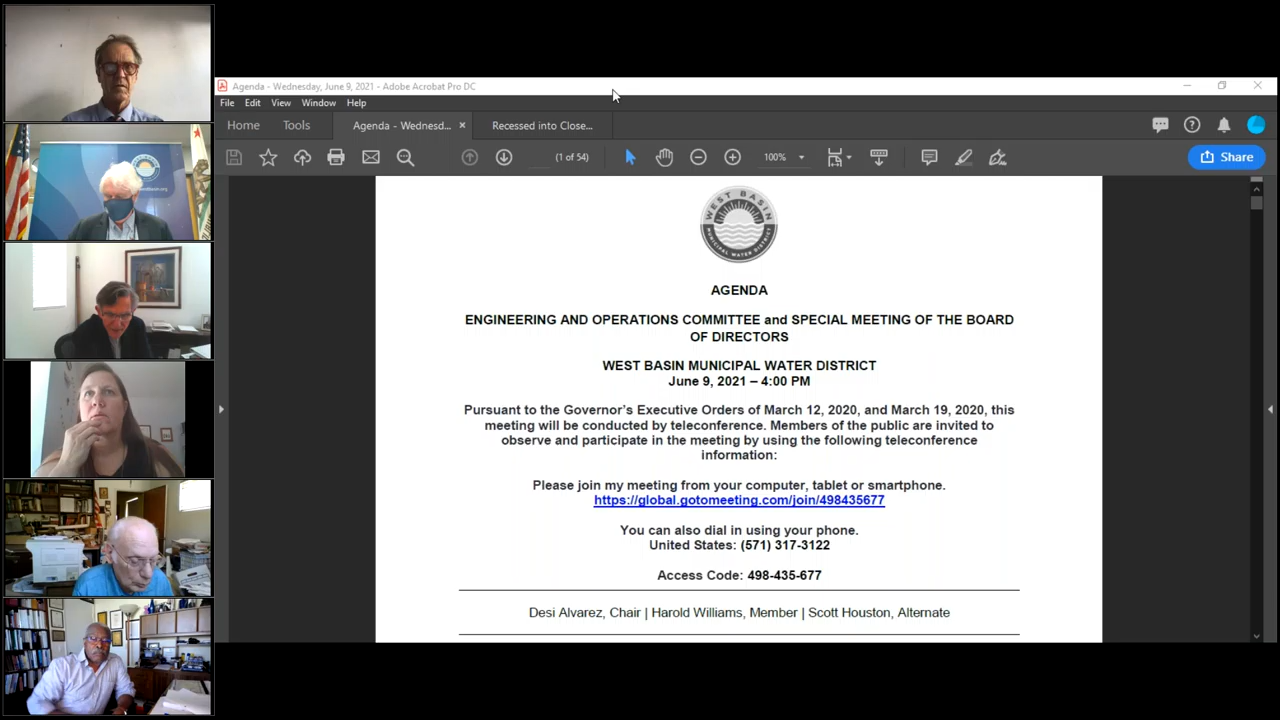 Agenda - Wednesday, June 9, 2021 - Adobe Acrobat Pro DC
File Edit View Window Help
Home Tools Agenda - Wednesd... × Recessed into Close...
(1 of 54) 100% Share
WEST BASIN
MUNICIPAL WATER DISTRICT
AGENDA
ENGINEERING AND OPERATIONS COMMITTEE and SPECIAL MEETING OF THE BOARD
OF DIRECTORS
WEST BASIN MUNICIPAL WATER DISTRICT
June 9, 2021 – 4:00 PM
Pursuant to the Governor's Executive Orders of March 12, 2020, and March 19, 2020, this
meeting will be conducted by teleconference. Members of the public are invited to
observe and participate in the meeting by using the following teleconference
information:
Please join my meeting from your computer, tablet or smartphone.
https://global.gotomeeting.com/join/498435677
You can also dial in using your phone.
United States: (571) 317-3122
Access Code: 498-435-677
Desi Alvarez, Chair | Harold Williams, Member | Scott Houston, Alternate